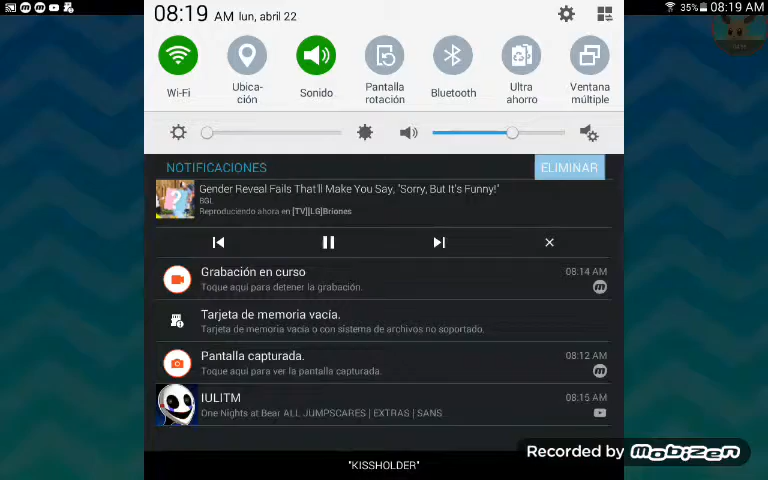 35% 08:19 AM
08:19 AM lun, abril 22
Wi-Fi
Ubica-
ción
Sonido
Pantalla
rotación
Bluetooth
Ultra
ahorro
Ventana
múltiple
NOTIFICACIONES
ELIMINAR
Gender Reveal Fails That'll Make You Say, "Sorry, But It's Funny!"
BGL
Reproduciendo ahora en [TV][LG]Briones
Grabación en curso
08:14 AM
Toque aquí para detener la grabación.
Tarjeta de memoria vacía.
Tarjeta de memoria vacía o con sistema de archivos no soportado.
Pantalla capturada.
08:12 AM
Toque aquí para ver la pantalla capturada.
IULITM
08:15 AM
One Nights at Bear ALL JUMPSCARES | EXTRAS | SANS
Recorded by Mobizen
"KISSHOLDER"